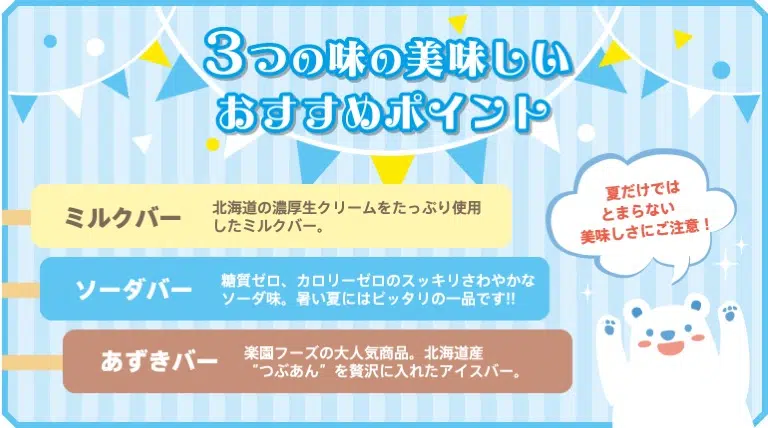 3つの味の美味しい
おすすめポイント
ミルクバー
北海道の濃厚生クリームをたっぷり使用
したミルクバー。
ソーダバー
糖質ゼロ、カロリーゼロのスッキリさわやかな
ソーダ味。暑い夏にはピッタリの一品です!!
あずきバー
楽園フーズの大人気商品。北海道産
“つぶあん”を贅沢に入れたアイスバー。
夏だけでは
とまらない
美味しさにご注意！